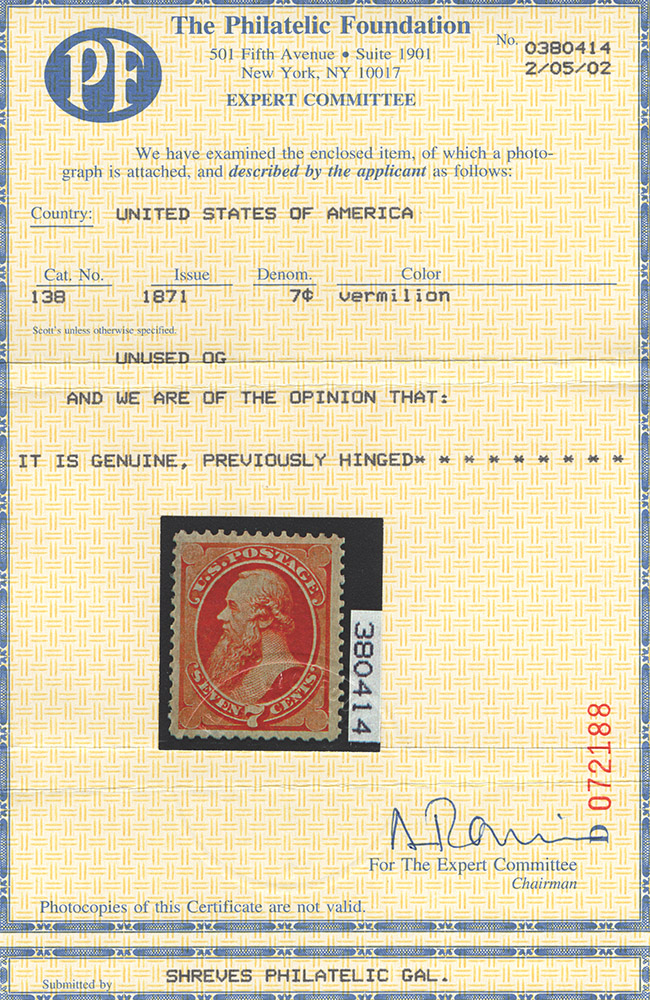 PF
The Philatelic Foundation
501 Fifth Avenue • Suite 1901
New York, NY 10017
EXPERT COMMITTEE
No. 0380414
2/05/02
We have examined the enclosed item, of which a photo-
graph is attached, and described by the applicant as follows:
Country: UNITED STATES OF AMERICA
Cat. No. Issue Denom. Color
138 1871 7¢ vermilion
Scott's unless otherwise specified.
UNUSED OG
AND WE ARE OF THE OPINION THAT:
IT IS GENUINE, PREVIOUSLY HINGED* * * * * * * * *
U.S. POSTAGE
SEVEN 7 CENTS
380414
D 072188
For The Expert Committee
Chairman
Photocopies of this Certificate are not valid.
Submitted by SHREVES PHILATELIC GAL.